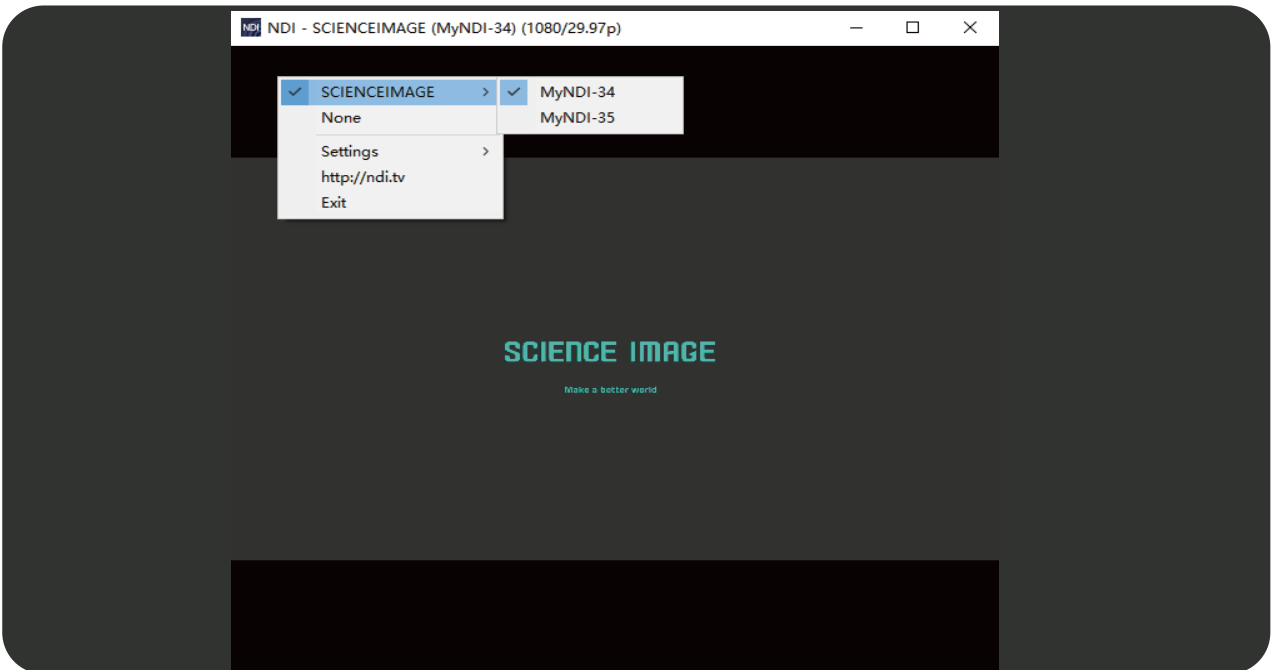 NDI NDI - SCIENCEIMAGE (MyNDI-34) (1080/29.97p)
SCIENCEIMAGE
MyNDI-34
None
MyNDI-35
Settings
http://ndi.tv
Exit
SCIENCE IMAGE
Make a better world